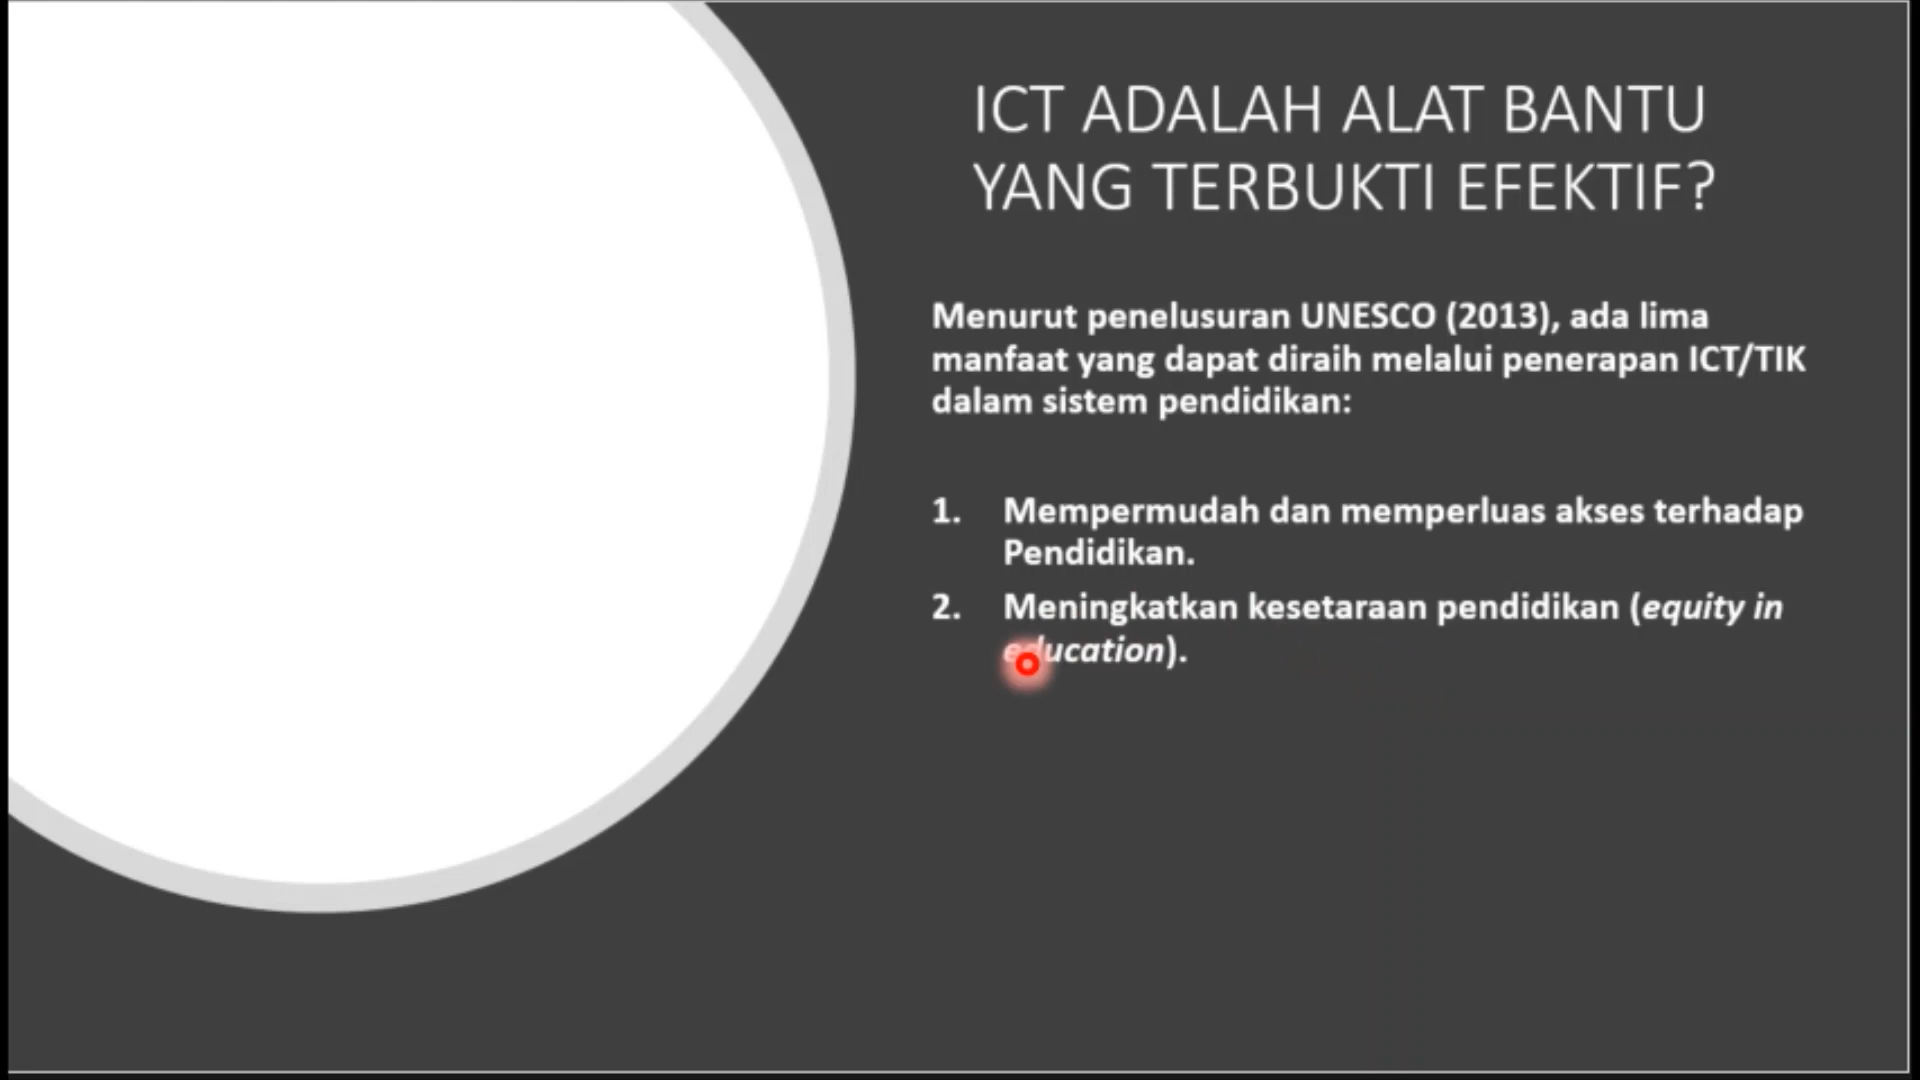 ICT ADALAH ALAT BANTU
YANG TERBUKTI EFEKTIF?
Menurut penelusuran UNESCO (2013), ada lima
manfaat yang dapat diraih melalui penerapan ICT/TIK
dalam sistem pendidikan:
1. Mempermudah dan memperluas akses terhadap
Pendidikan.
2. Meningkatkan kesetaraan pendidikan (equity in
education).